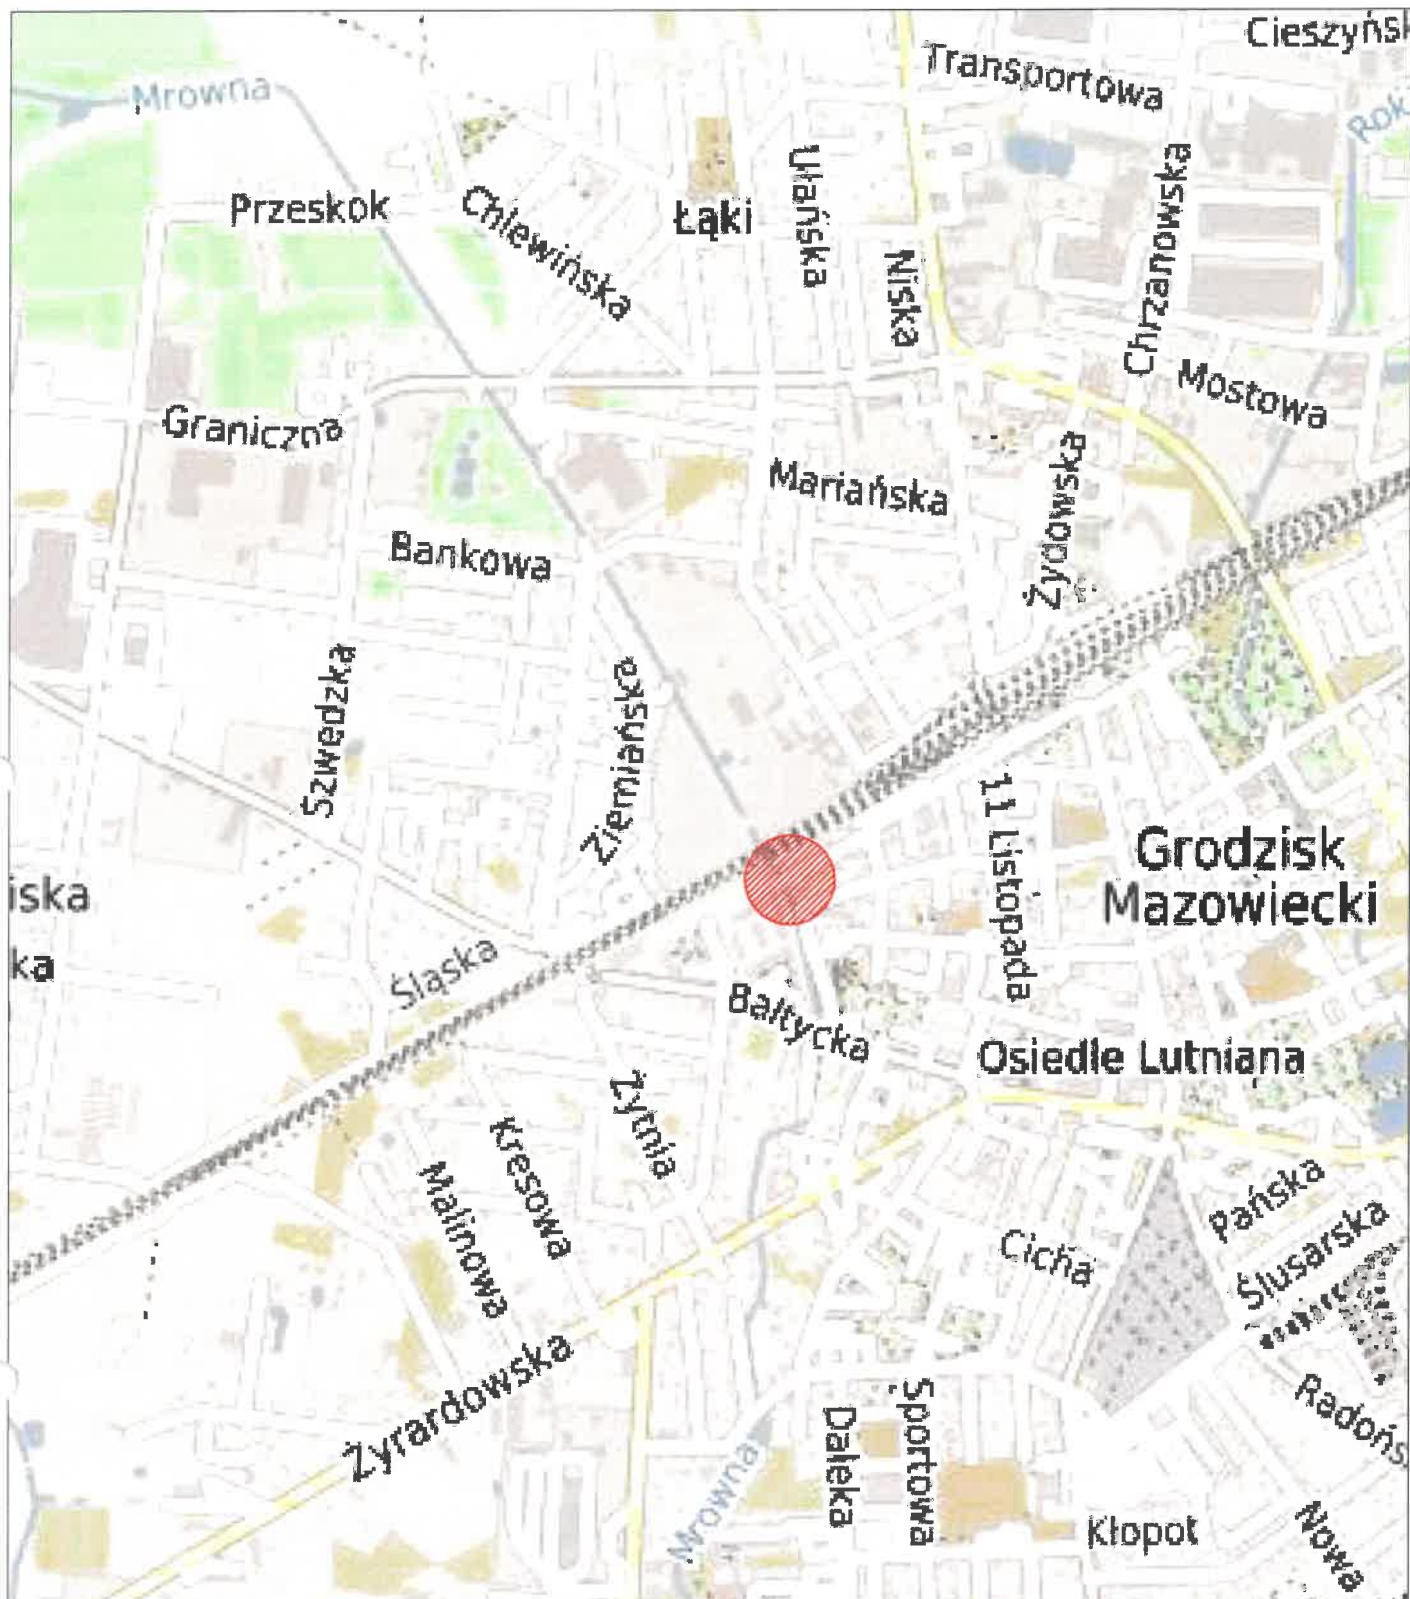 Cieszyńsk
Transportowa
Mrowna
Rok
Przeskok
Chlewińska
Łąki
Ułańska
Niska
Chrzanowska
Mostowa
Graniczna
Mariańska
Żydowska
Bankowa
Szwedzka
Ziemiańska
11 Listopada
Grodzisk
Mazowiecki
iska
ka
Śląska
Bałtycka
Osiedle Lutniana
Żytnia
Kresowa
Malinowa
Pańska
Ślusarska
Cicha
Żyrardowska
Radońs
Sportowa
Daleka
Mrowna
Kłopot
Nowa